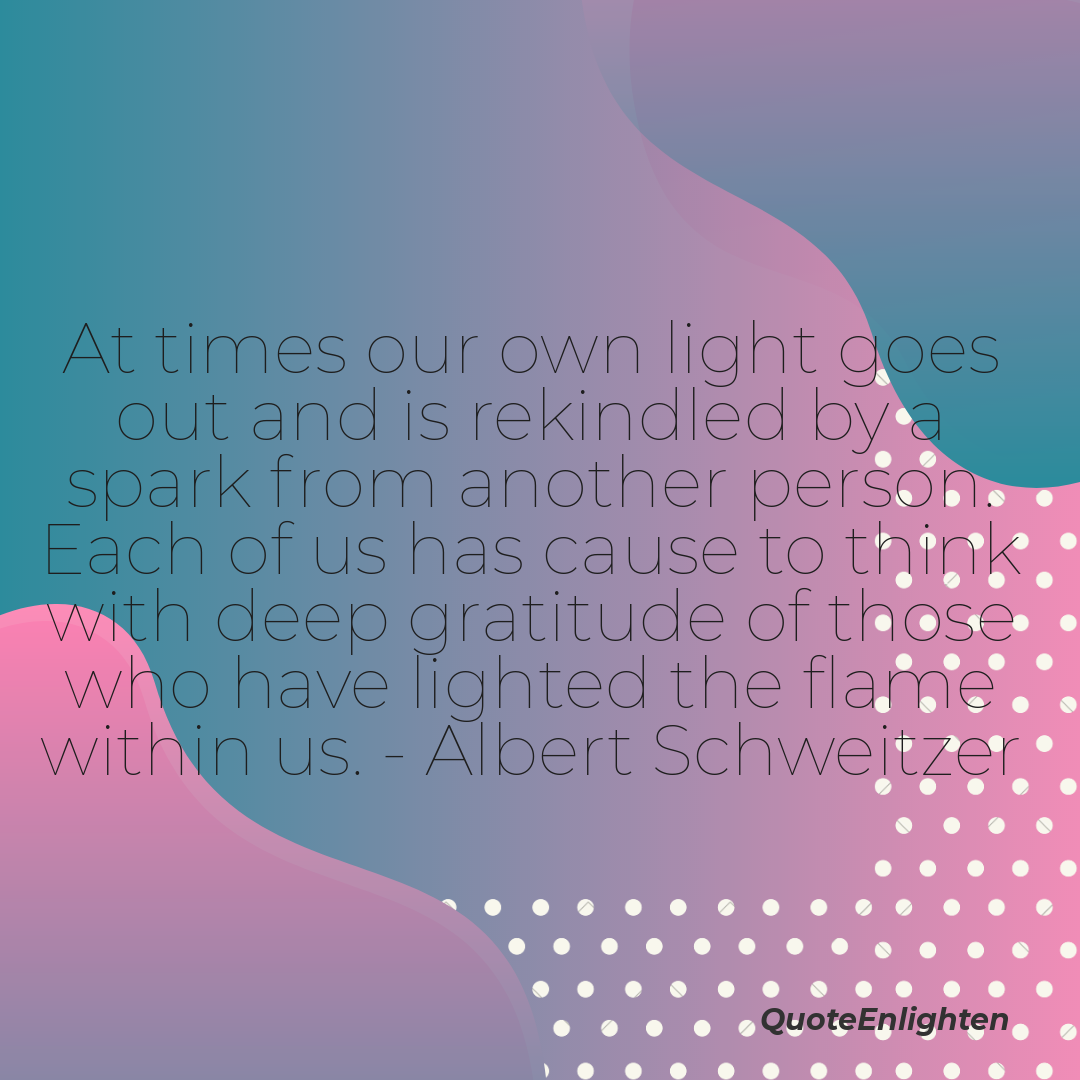 At times our own light goes
out and is rekindled by a
spark from another person.
Each of us has cause to think
with deep gratitude of those
who have lighted the flame
within us. - Albert Schweitzer
QuoteEnlighten